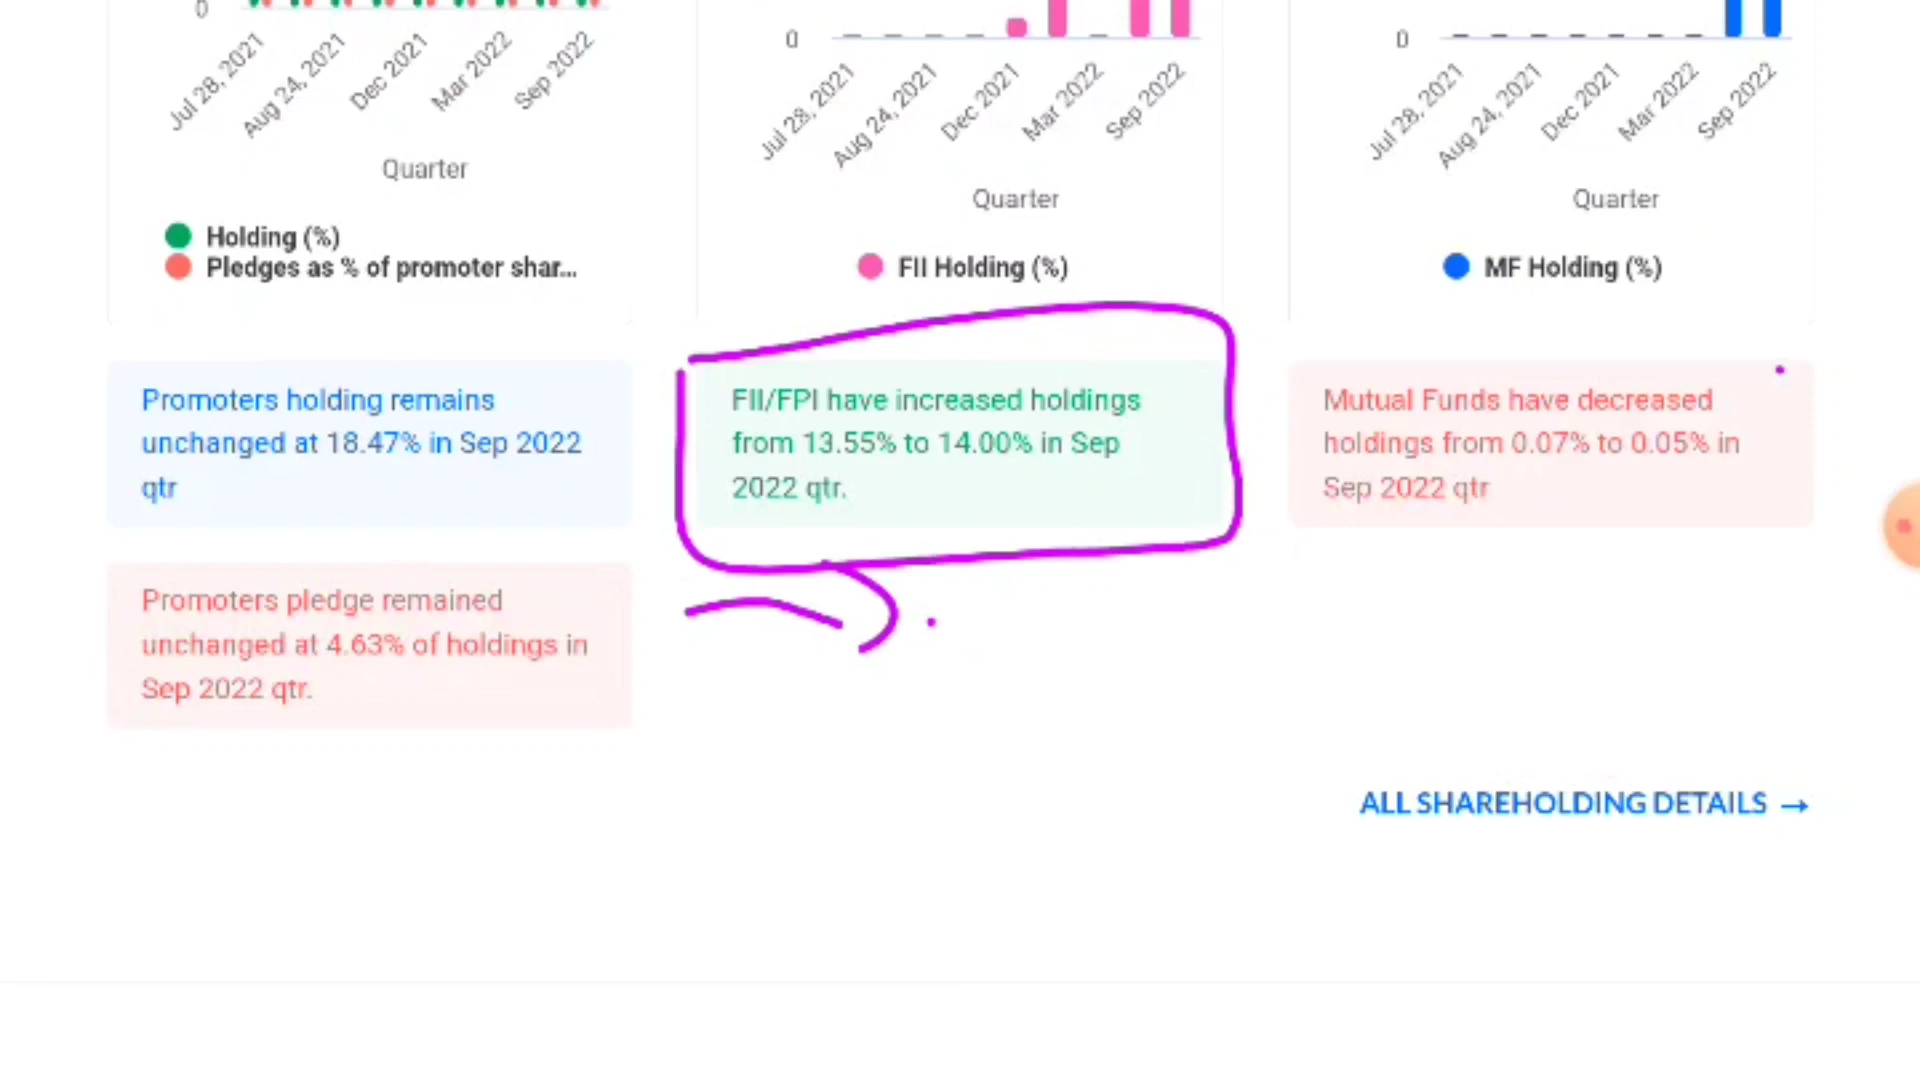 0
Jul 28, 2021
Aug 24, 2021
Dec 2021
Mar 2022
Sep 2022
Quarter
Holding (%)
Pledges as % of promoter shar...
0
Jul 28, 2021
Aug 24, 2021
Dec 2021
Mar 2022
Sep 2022
Quarter
FII Holding (%)
0
Jul 28, 2021
Aug 24, 2021
Dec 2021
Mar 2022
Sep 2022
Quarter
MF Holding (%)
Promoters holding remains
unchanged at 18.47% in Sep 2022
qtr
FII/FPI have increased holdings
from 13.55% to 14.00% in Sep
2022 qtr.
Mutual Funds have decreased
holdings from 0.07% to 0.05% in
Sep 2022 qtr
Promoters pledge remained
unchanged at 4.63% of holdings in
Sep 2022 qtr.
ALL SHAREHOLDING DETAILS →